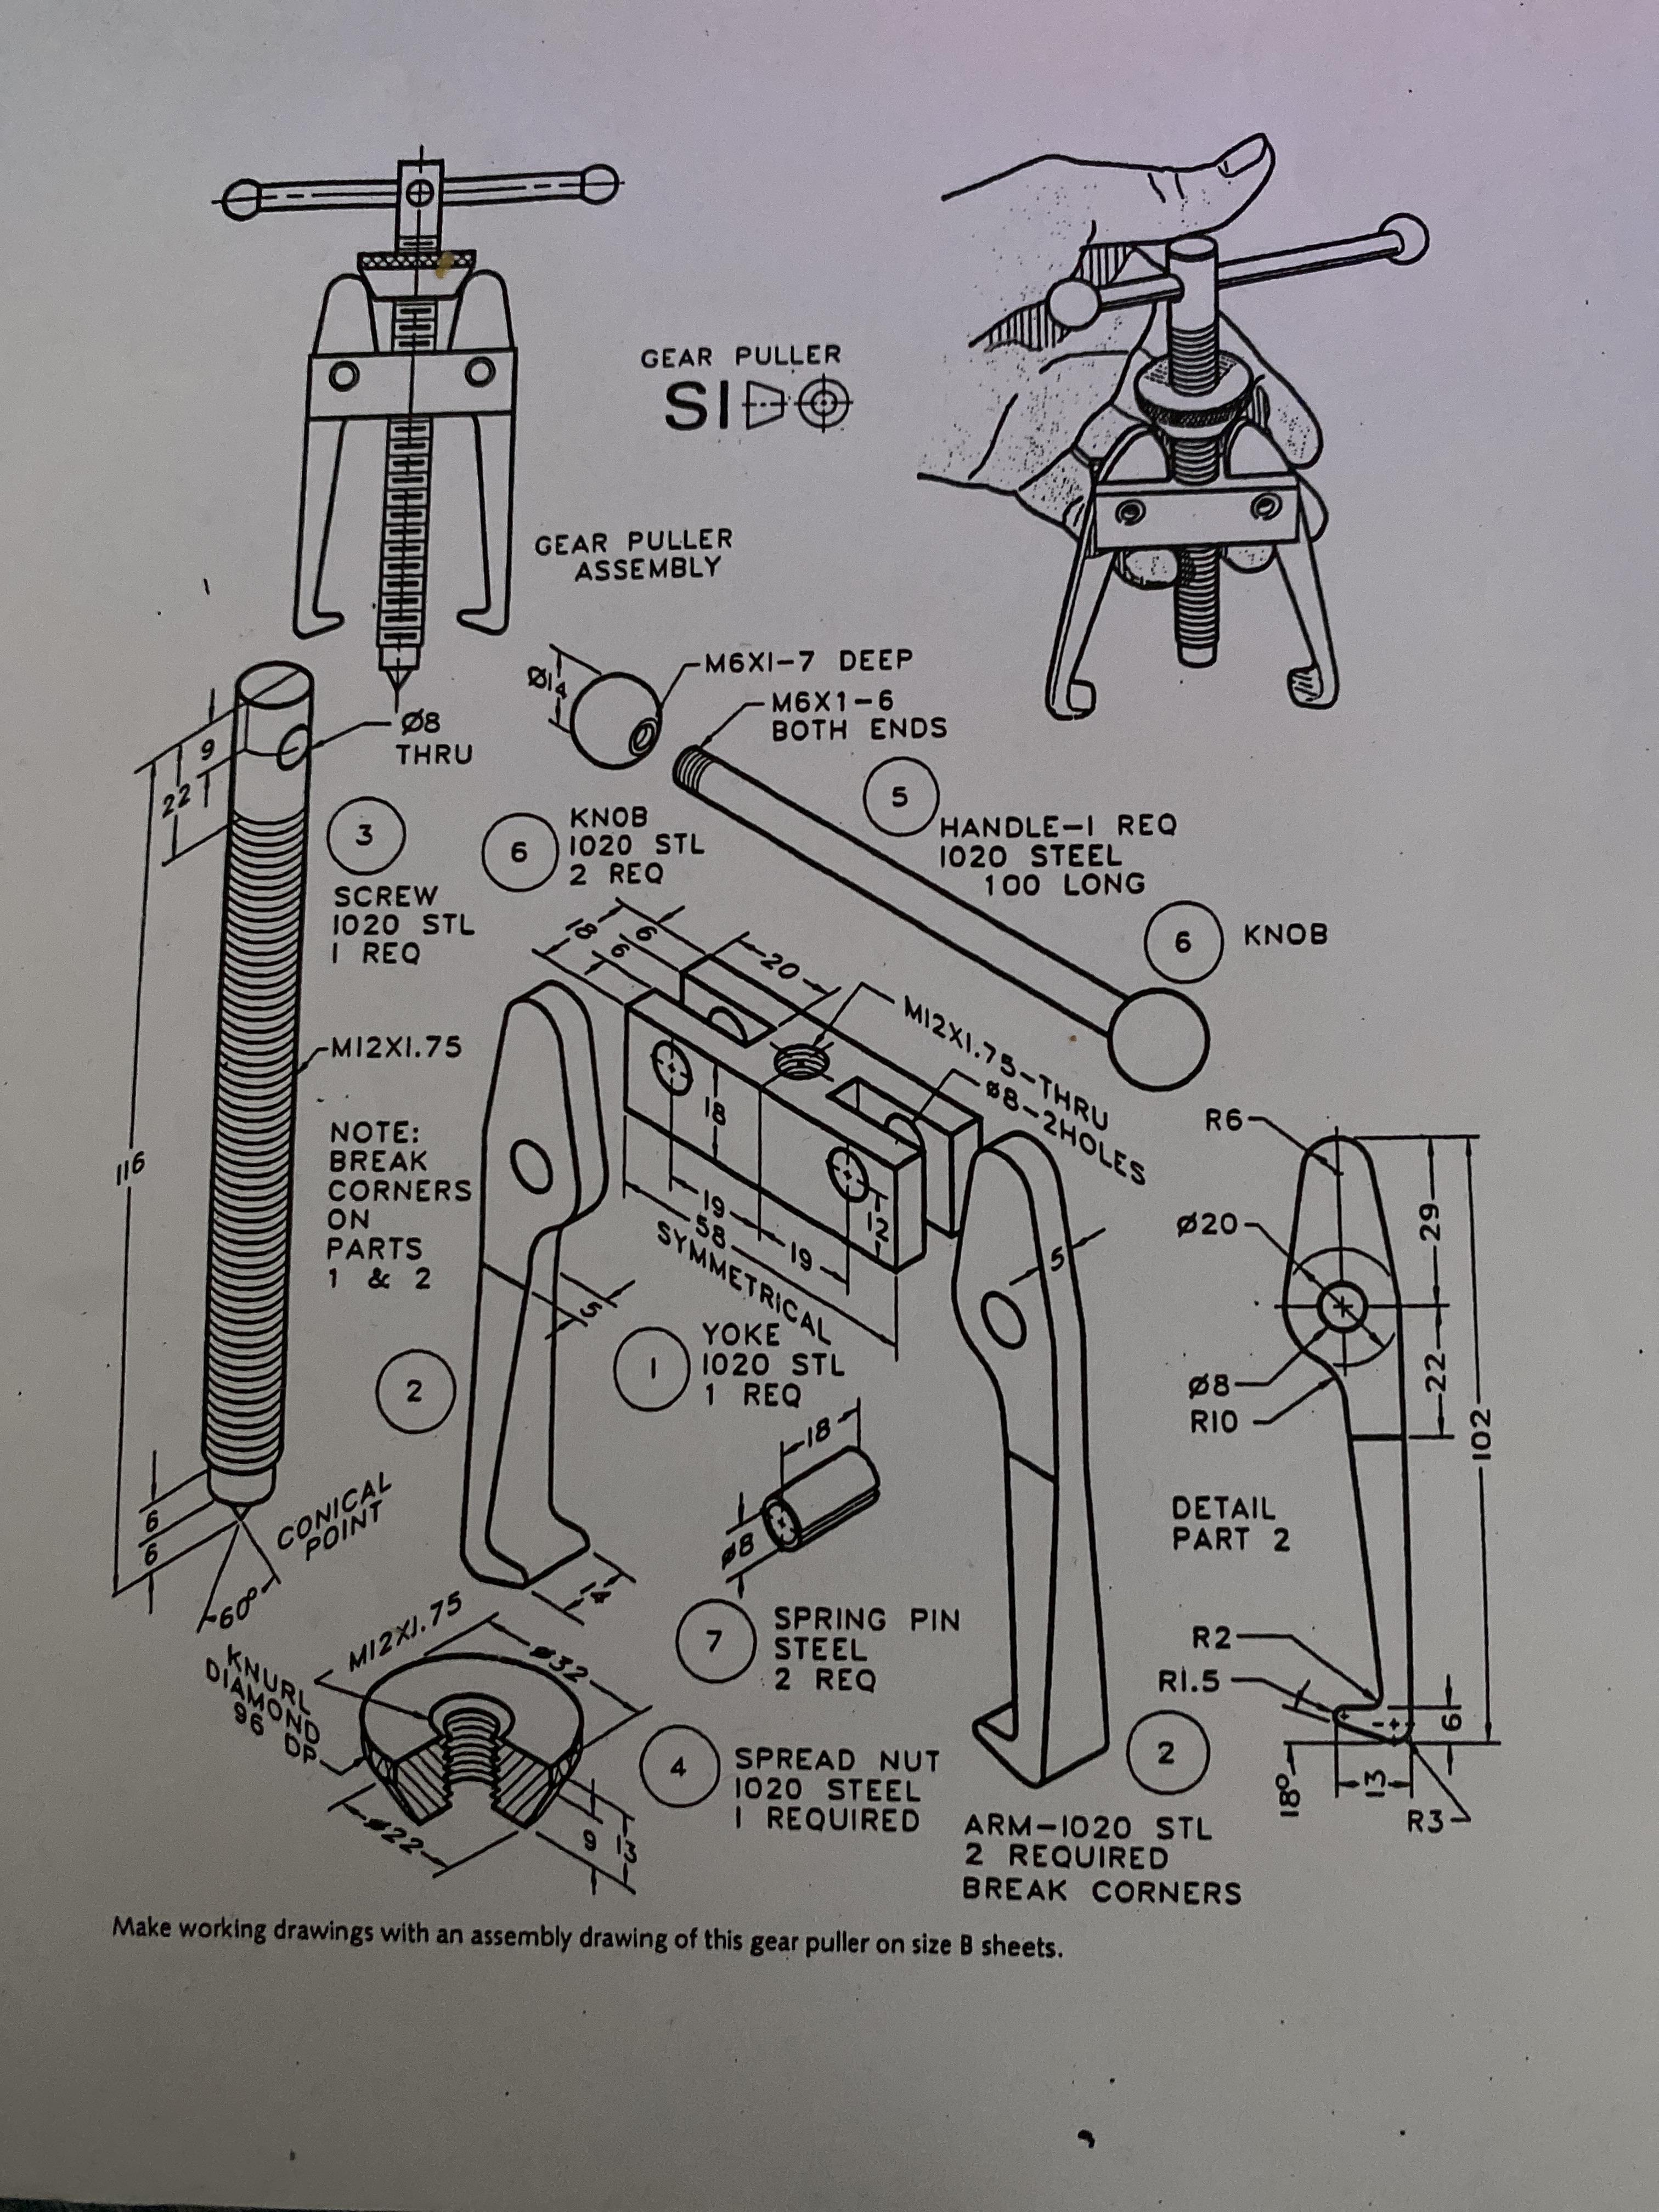 GEAR PULLER
SI
GEAR PULLER
ASSEMBLY
Ø14
M6X1-7 DEEP
M6X1-6
BOTH ENDS
Ø8
THRU
9
22
3
SCREW
1020 STL
1 REQ
6
KNOB
1020 STL
2 REQ
5
HANDLE-1 REQ
1020 STEEL
100 LONG
6
KNOB
M12X1.75
116
NOTE:
BREAK
CORNERS
ON
PARTS
1 & 2
18
6
6
20
M12X1.75-THRU
Ø8-2HOLES
18
19
58
19
12
SYMMETRICAL
1
YOKE
1020 STL
1 REQ
2
5
5
14
6
6
CONICAL
POINT
60°
R6
Ø20
29
22
102
Ø8
R10
DETAIL
PART 2
R2
R1.5
6
18°
13
R3
18
Ø8
7
SPRING PIN
STEEL
2 REQ
M12X1.75
Ø32
KNURL
DIAMOND
96 DP
Ø22
9
13
4
SPREAD NUT
1020 STEEL
1 REQUIRED
2
ARM-1020 STL
2 REQUIRED
BREAK CORNERS
Make working drawings with an assembly drawing of this gear puller on size B sheets.